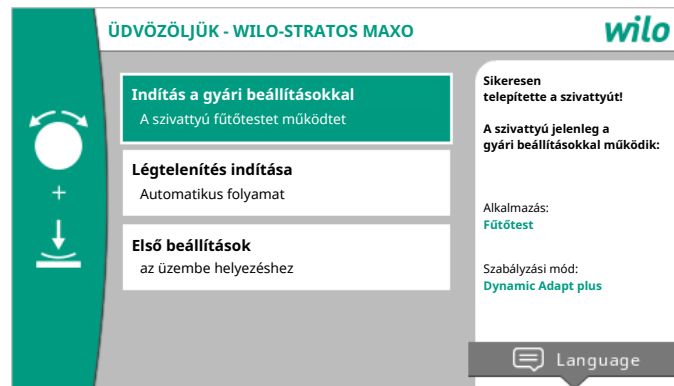 ÜDVÖZÖLJÜK - WILO-STRATOS MAXO
wilo
Indítás a gyári beállításokkal
A szivattyú fűtőtestet működtet
Légtelenítés indítása
Automatikus folyamat
Első beállítások
az üzembe helyezéshez
+
Sikeresen
telepítette a szivattyút!
A szivattyú jelenleg a
gyári beállításokkal működik:
Alkalmazás:
Fűtőtest
Szabályzási mód:
Dynamic Adapt plus
Language